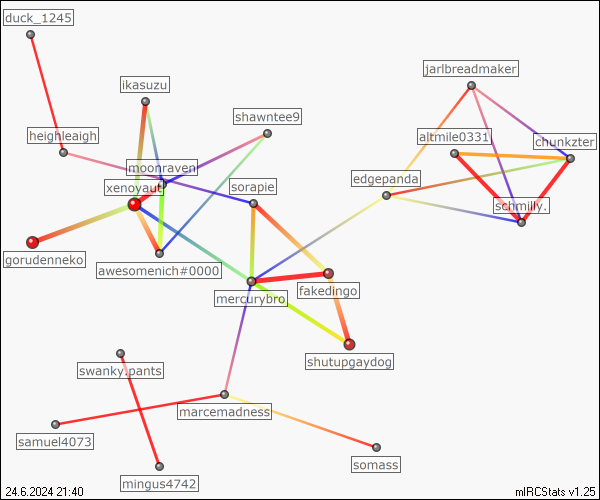 duck_1245
jarlbreadmaker
ikasuzu
shawntee9
heighleaigh
altmile0331
chunkzter
moonraven
edgepanda
xenoyaut
sorapie
schmilly.
gorudenneko
awesomenich#0000
mercurybro
fakedingo
shutupgaydog
swanky.pants
marcemadness
samuel4073
somass
mingus4742
24.6.2024 21:40
mIRCStats v1.25